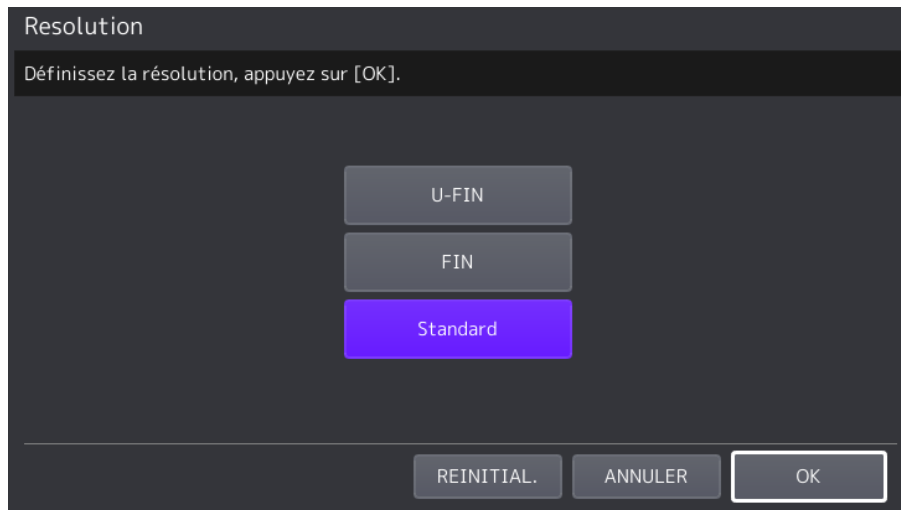 Resolution
Définissez la résolution, appuyez sur [OK].
U-FIN
FIN
Standard
REINITIAL.
ANNULER
OK